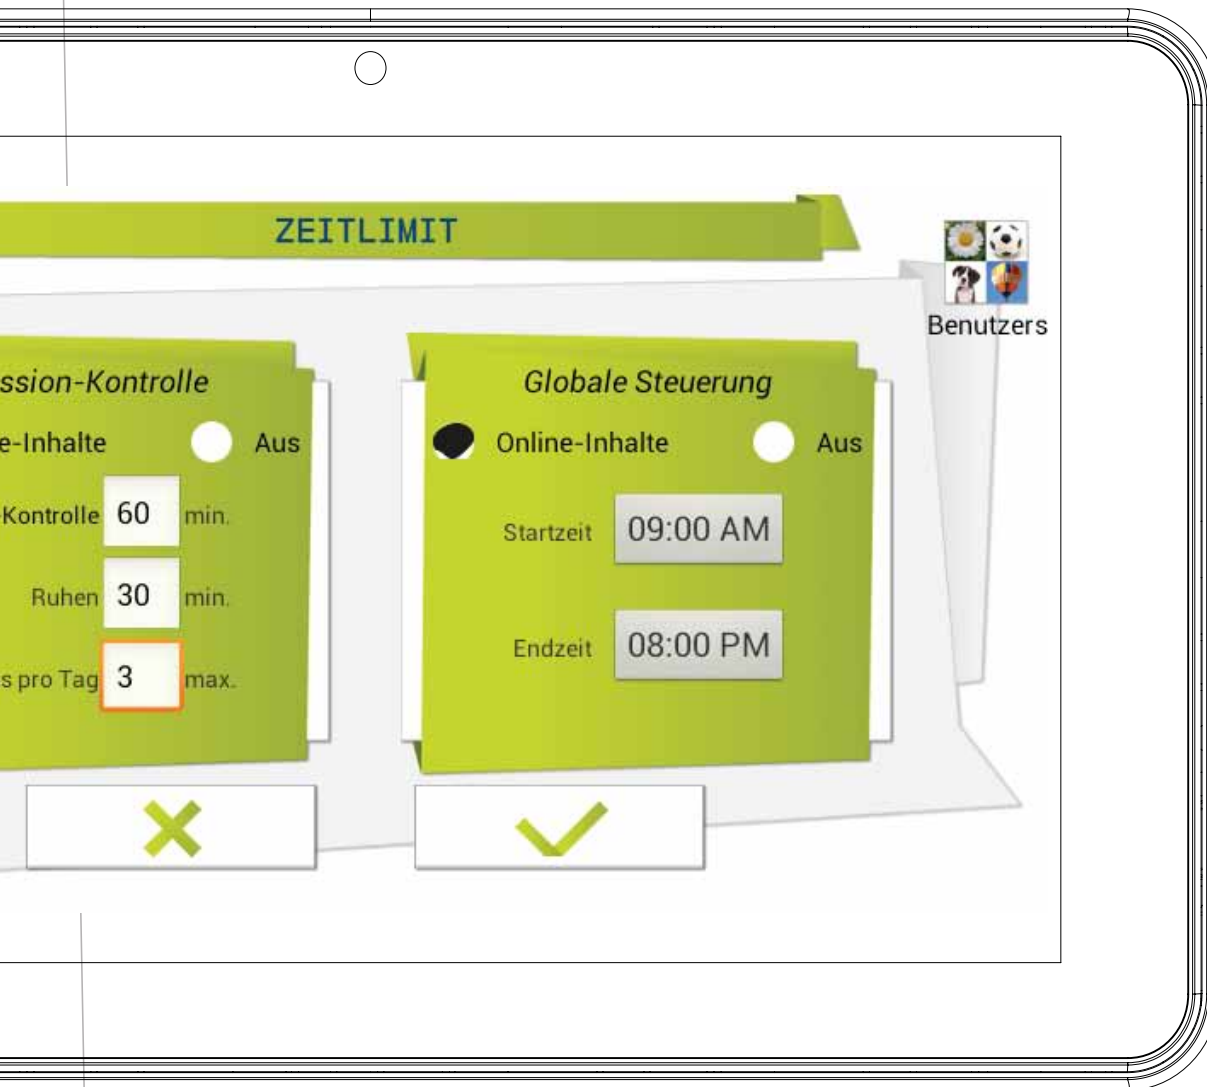 ZEITLIMIT
Benutzers
ssion-Kontrolle
e-Inhalte Aus
-Kontrolle 60 min.
Ruhen 30 min.
s pro Tag 3 max.
Globale Steuerung
Online-Inhalte Aus
Startzeit 09:00 AM
Endzeit 08:00 PM